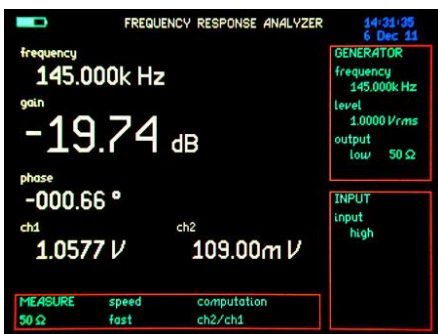 FREQUENCY RESPONSE ANALYZER
14:31:35
6 Dec 11
frequency
145.000k Hz
gain
-19.74 dB
phase
-000.66 °
ch1
1.0577 V
ch2
109.00m V
GENERATOR
frequency
145.000k Hz
level
1.0000 Vrms
output
low 50 Ω
INPUT
input
high
MEASURE speed computation
50 Ω fast ch2/ch1